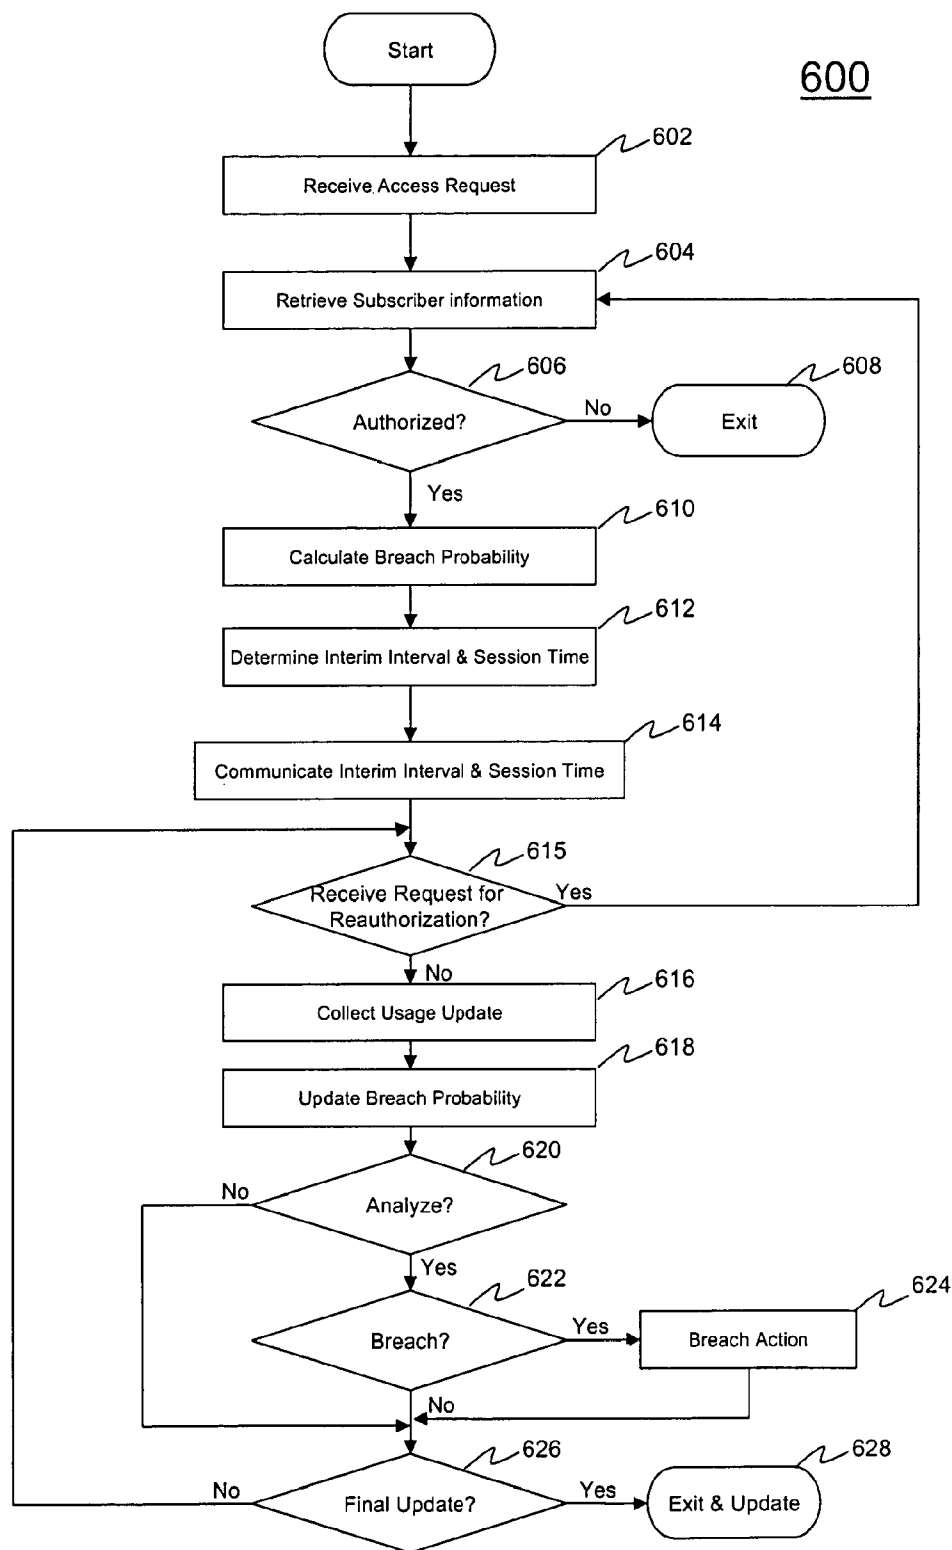 Start
600
602
Receive Access Request
604
Retrieve Subscriber information
606
608
Authorized?
No
Exit
Yes
610
Calculate Breach Probability
612
Determine Interim Interval & Session Time
614
Communicate Interim Interval & Session Time
615
Receive Request for
Reauthorization?
Yes
No
616
Collect Usage Update
618
Update Breach Probability
620
No
Analyze?
Yes
622
624
Breach?
Yes
Breach Action
No
626
628
No
Final Update?
Yes
Exit & Update